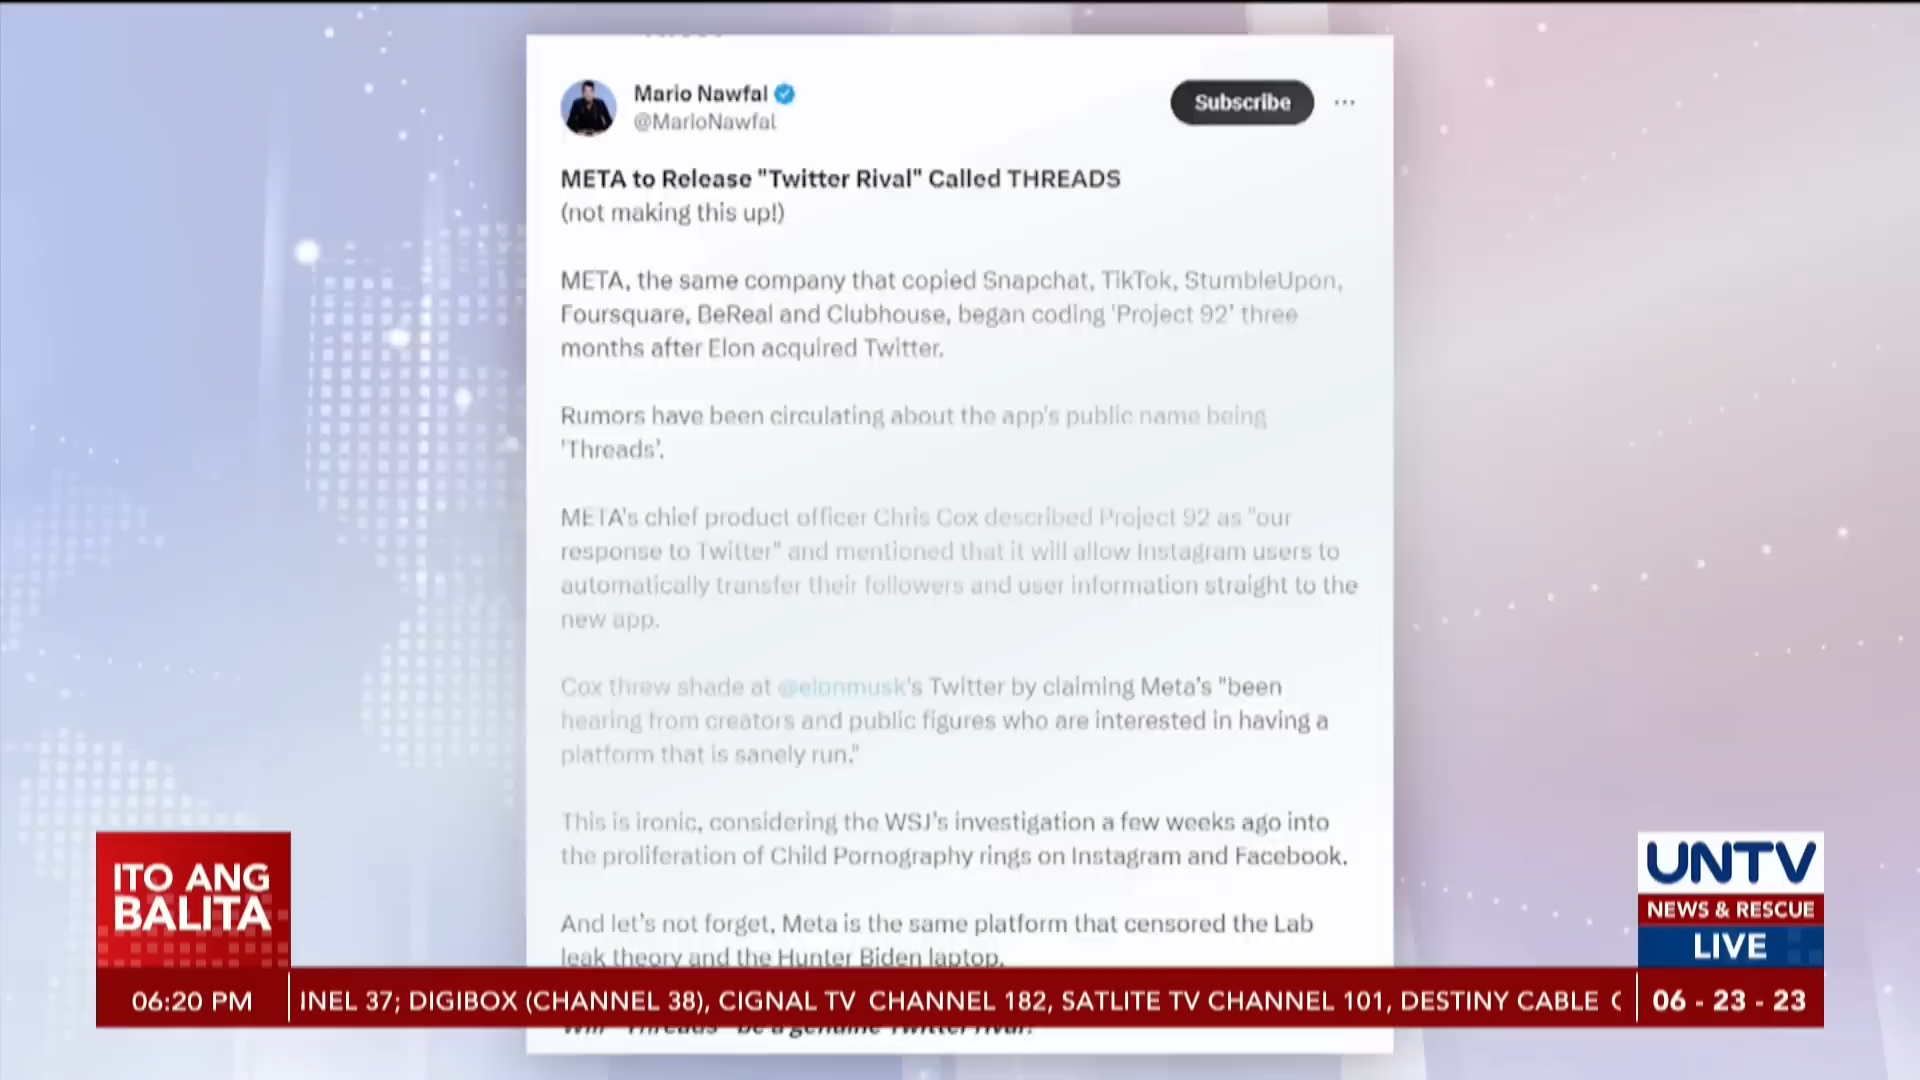 Mario Nawfal
@MarioNawfal
Subscribe
META to Release "Twitter Rival" Called THREADS
(not making this up!)
META, the same company that copied Snapchat, TikTok, StumbleUpon,
Foursquare, BeReal and Clubhouse, began coding 'Project 92' three
months after Elon acquired Twitter.
Rumors have been circulating about the app's public name being
'Threads'.
META's chief product officer Chris Cox described Project 92 as "our
response to Twitter" and mentioned that it will allow Instagram users to
automatically transfer their followers and user information straight to the
new app.
Cox threw shade at @elonmusk's Twitter by claiming Meta's "been
hearing from creators and public figures who are interested in having a
platform that is sanely run."
This is ironic, considering the WSJ's investigation a few weeks ago into
the proliferation of Child Pornography rings on Instagram and Facebook.
And let's not forget, Meta is the same platform that censored the Lab
leak theory and the Hunter Biden laptop.
Will "Threads" be a genuine Twitter rival?
ITO ANG
BALITA
UNTV
NEWS & RESCUE
LIVE
06:20 PM
INEL 37; DIGIBOX (CHANNEL 38), CIGNAL TV CHANNEL 182, SATLITE TV CHANNEL 101, DESTINY CABLE
06 - 23 - 23